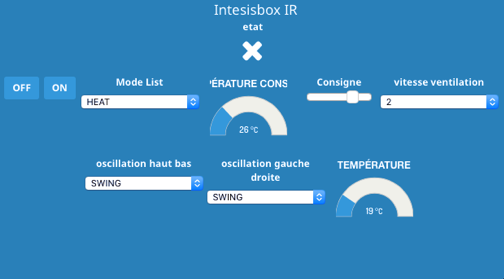 Intesisbox IR
etat
OFF
ON
Mode List
HEAT
PÉRATURE CONS
26 °C
Consigne
vitesse ventilation
2
oscillation haut bas
SWING
oscillation gauche
droite
SWING
TEMPÉRATURE
19 °C